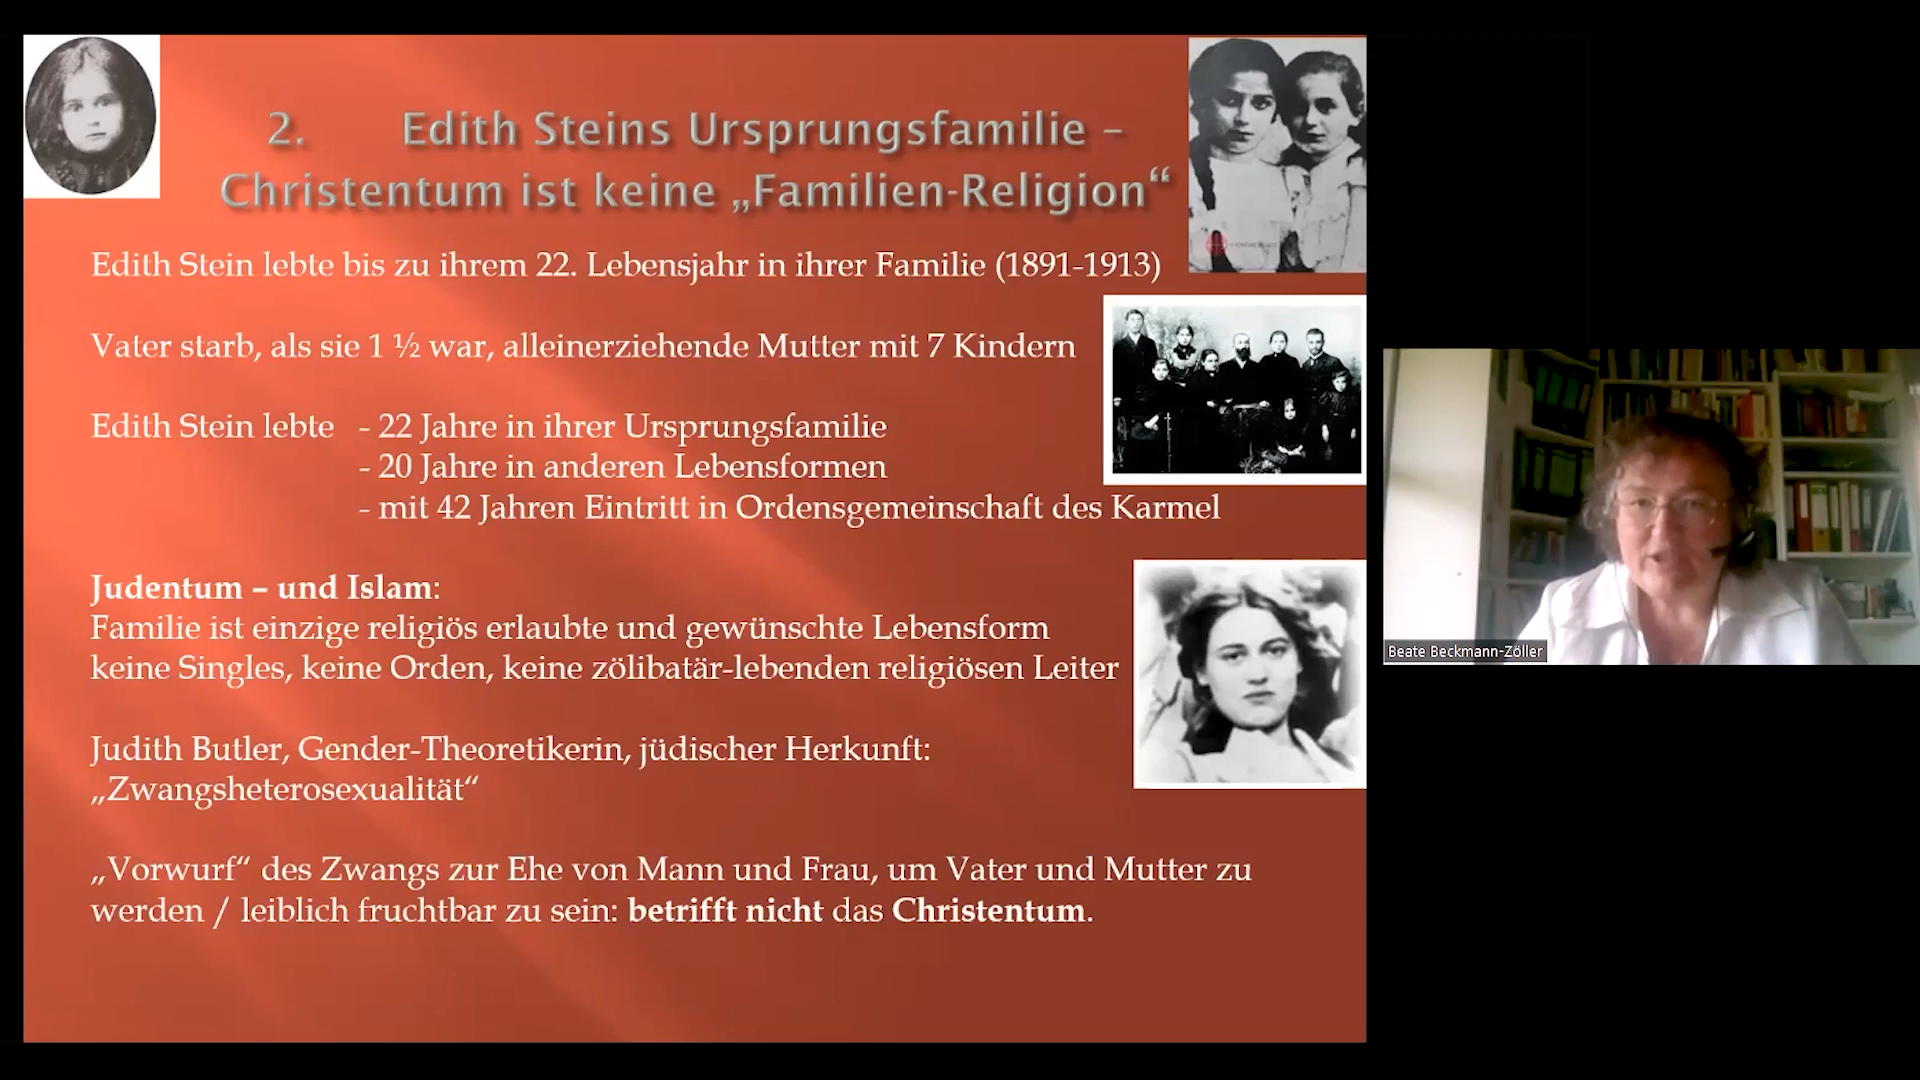 2. Edith Steins Ursprungsfamilie –
Christentum ist keine „Familien-Religion“
Edith Stein lebte bis zu ihrem 22. Lebensjahr in ihrer Familie (1891-1913)
Vater starb, als sie 1 ½ war, alleinerziehende Mutter mit 7 Kindern
Edith Stein lebte - 22 Jahre in ihrer Ursprungsfamilie
- 20 Jahre in anderen Lebensformen
- mit 42 Jahren Eintritt in Ordensgemeinschaft des Karmel
Judentum – und Islam:
Familie ist einzige religiös erlaubte und gewünschte Lebensform
keine Singles, keine Orden, keine zölibatär-lebenden religiösen Leiter
Judith Butler, Gender-Theoretikerin, jüdischer Herkunft:
„Zwangsheterosexualität“
„Vorwurf“ des Zwangs zur Ehe von Mann und Frau, um Vater und Mutter zu
werden / leiblich fruchtbar zu sein: betrifft nicht das Christentum.
Beate Beckmann-Zöller